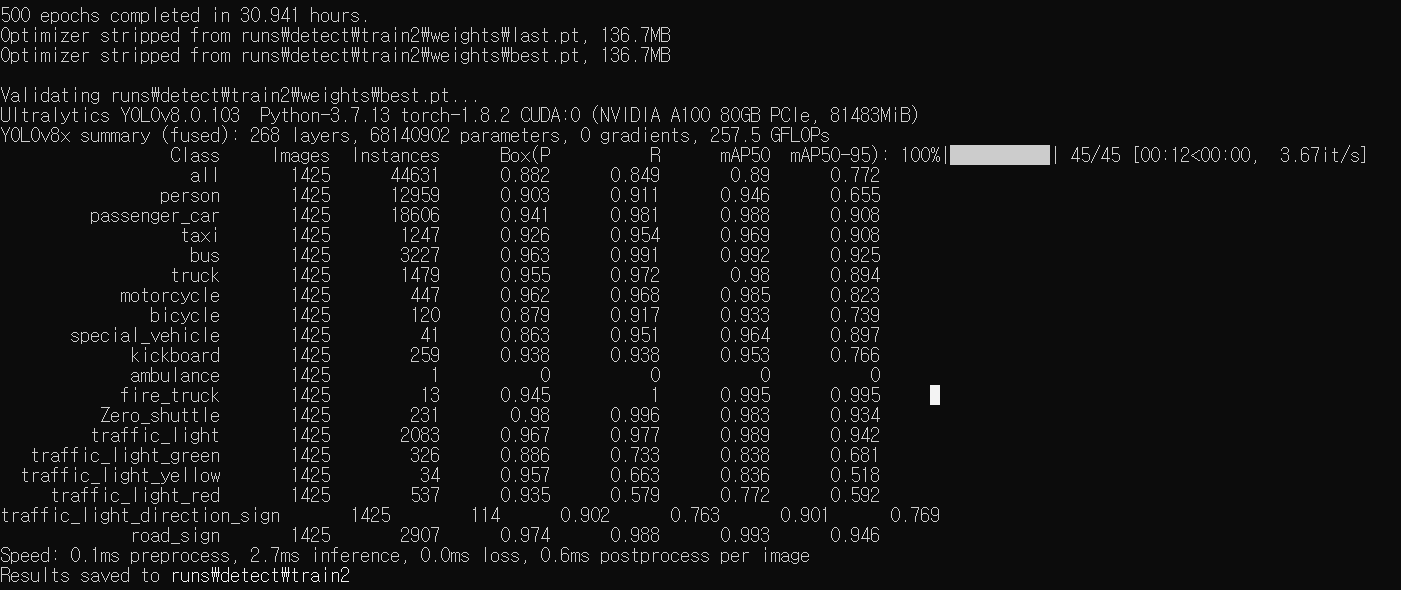 500 epochs completed in 30.941 hours.
Optimizer stripped from runs₩detect₩train2₩weights₩last.pt, 136.7MB
Optimizer stripped from runs₩detect₩train2₩weights₩best.pt, 136.7MB
Validating runs₩detect₩train2₩weights₩best.pt...
Ultralytics YOLOv8.0.103 Python-3.7.13 torch-1.8.2 CUDA:0 (NVIDIA A100 80GB PCIe, 81483MiB)
YOLOv8x summary (fused): 268 layers, 68140902 parameters, 0 gradients, 257.5 GFLOPs
Class Images Instances Box(P R mAP50 mAP50-95): 100%|██████████| 45/45 [00:12<00:00, 3.67it/s]
all 1425 44631 0.882 0.849 0.89 0.772
person 1425 12959 0.903 0.911 0.946 0.655
passenger_car 1425 18606 0.941 0.981 0.988 0.908
taxi 1425 1247 0.926 0.954 0.969 0.908
bus 1425 3227 0.963 0.991 0.992 0.925
truck 1425 1479 0.955 0.972 0.98 0.894
motorcycle 1425 447 0.962 0.968 0.985 0.823
bicycle 1425 120 0.879 0.917 0.933 0.739
special_vehicle 1425 41 0.863 0.951 0.964 0.897
kickboard 1425 259 0.938 0.938 0.953 0.766
ambulance 1425 1 0 0 0 0
fire_truck 1425 13 0.945 1 0.995 0.995
Zero_shuttle 1425 231 0.98 0.996 0.983 0.934
traffic_light 1425 2083 0.967 0.977 0.989 0.942
traffic_light_green 1425 326 0.886 0.733 0.838 0.681
traffic_light_yellow 1425 34 0.957 0.663 0.836 0.518
traffic_light_red 1425 537 0.935 0.579 0.772 0.592
traffic_light_direction_sign 1425 114 0.902 0.763 0.901 0.769
road_sign 1425 2907 0.974 0.988 0.993 0.946
Speed: 0.1ms preprocess, 2.7ms inference, 0.0ms loss, 0.6ms postprocess per image
Results saved to runs₩detect₩train2